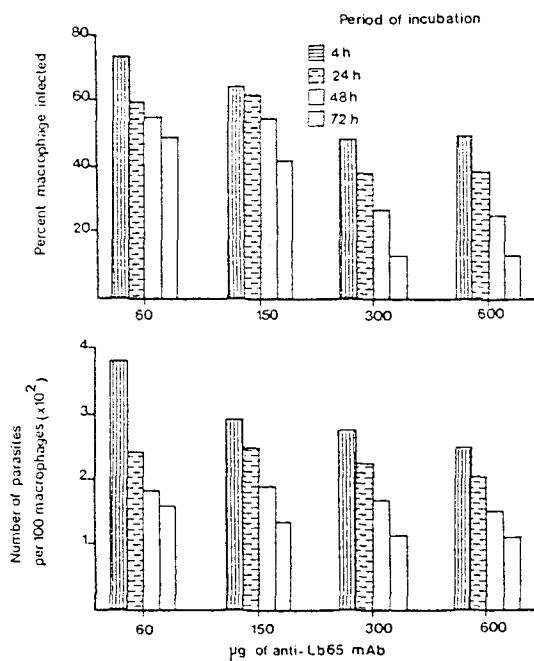 Period of incubation
4 h
24 h
48 h
72 h
Percent macrophage infected
80
60
40
20
60
150
300
600
Number of parasites
per 100 macrophages (x10²)
4
3
2
1
60
150
300
600
µg of anti-Lb65 mAb